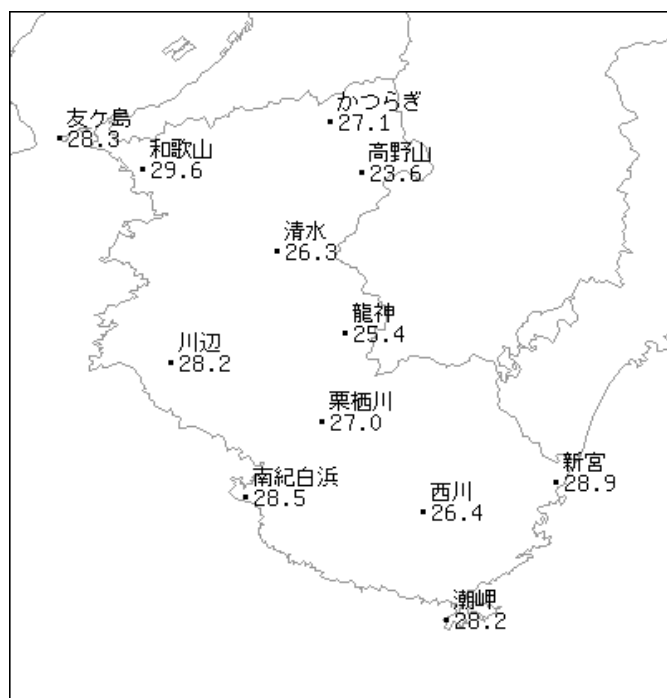 かつらぎ
27.1
友ケ島
28.3
和歌山
29.6
高野山
23.6
清水
26.3
龍神
25.4
川辺
28.2
栗栖川
27.0
南紀白浜
28.5
西川
26.4
新宮
28.9
潮岬
28.2